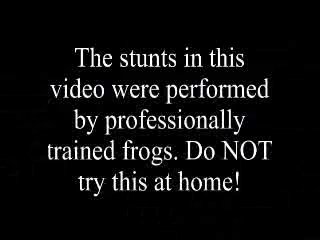 The stunts in this
video were performed
by professionally
trained frogs. Do NOT
try this at home!